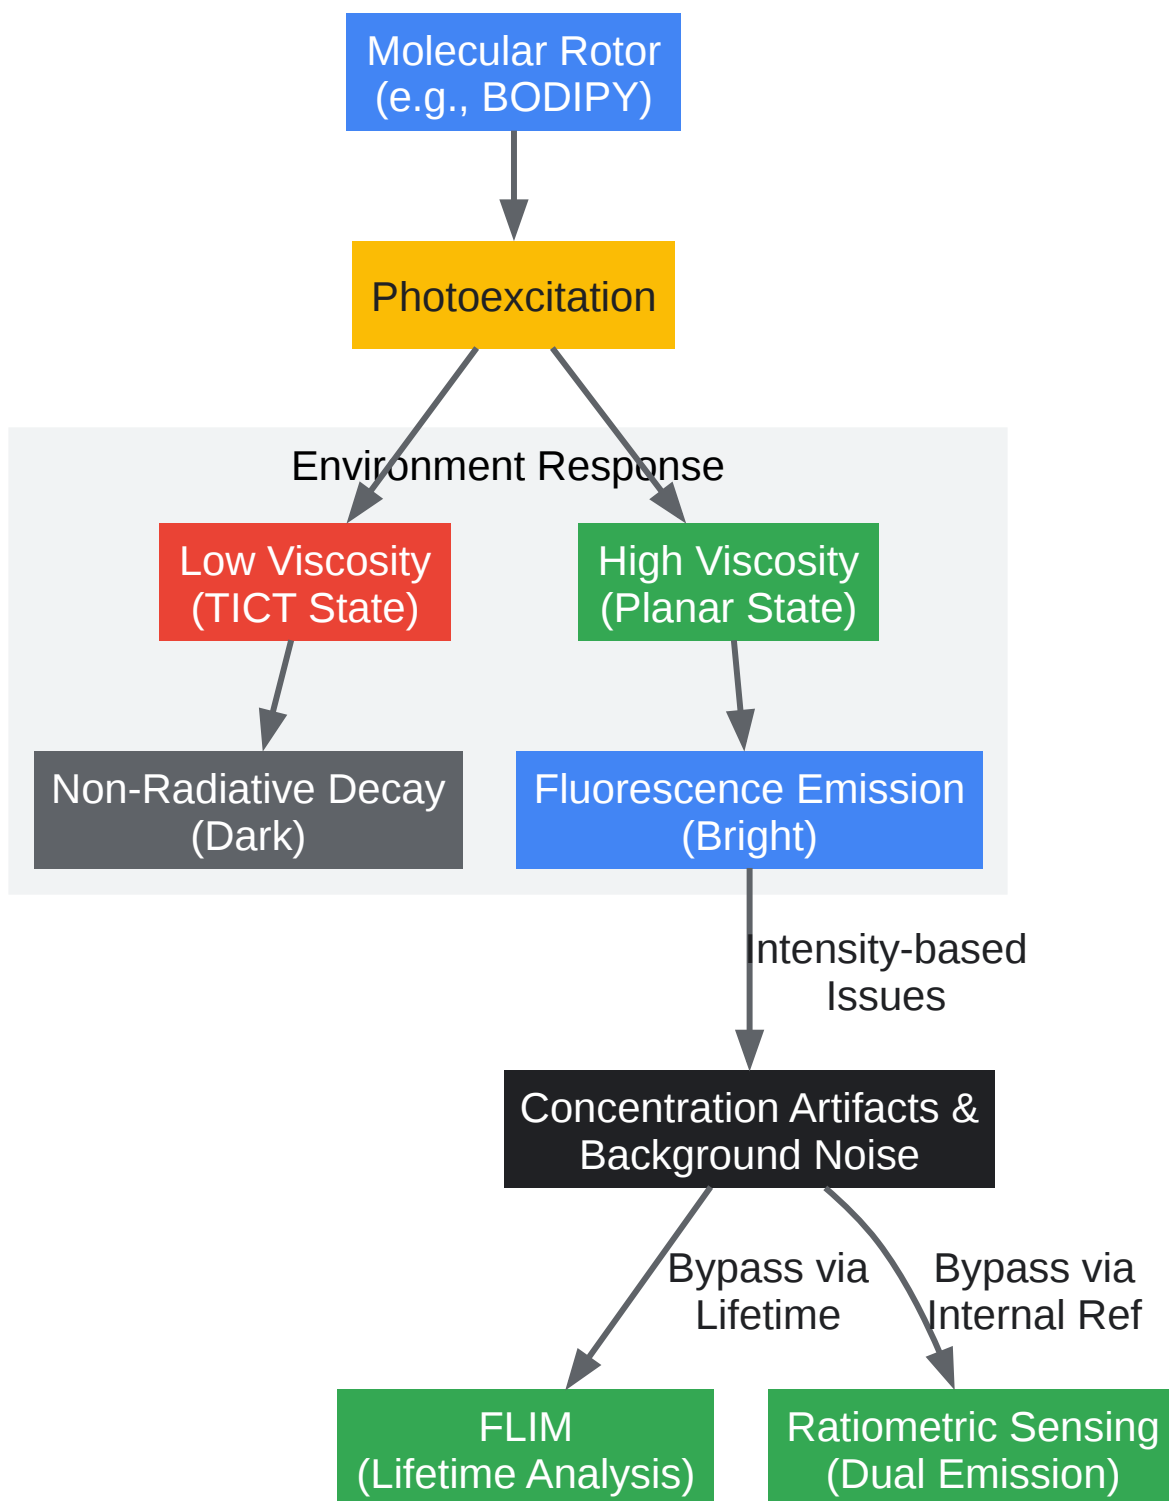 Molecular Rotor
(e.g., BODIPY)
Photoexcitation
Environment Response
Low Viscosity
(TICT State)
High Viscosity
(Planar State)
Non-Radiative Decay
(Dark)
Fluorescence Emission
(Bright)
Intensity-based
Issues
Concentration Artifacts &
Background Noise
Bypass via
Lifetime
Bypass via
Internal Ref
FLIM
(Lifetime Analysis)
Ratiometric Sensing
(Dual Emission)